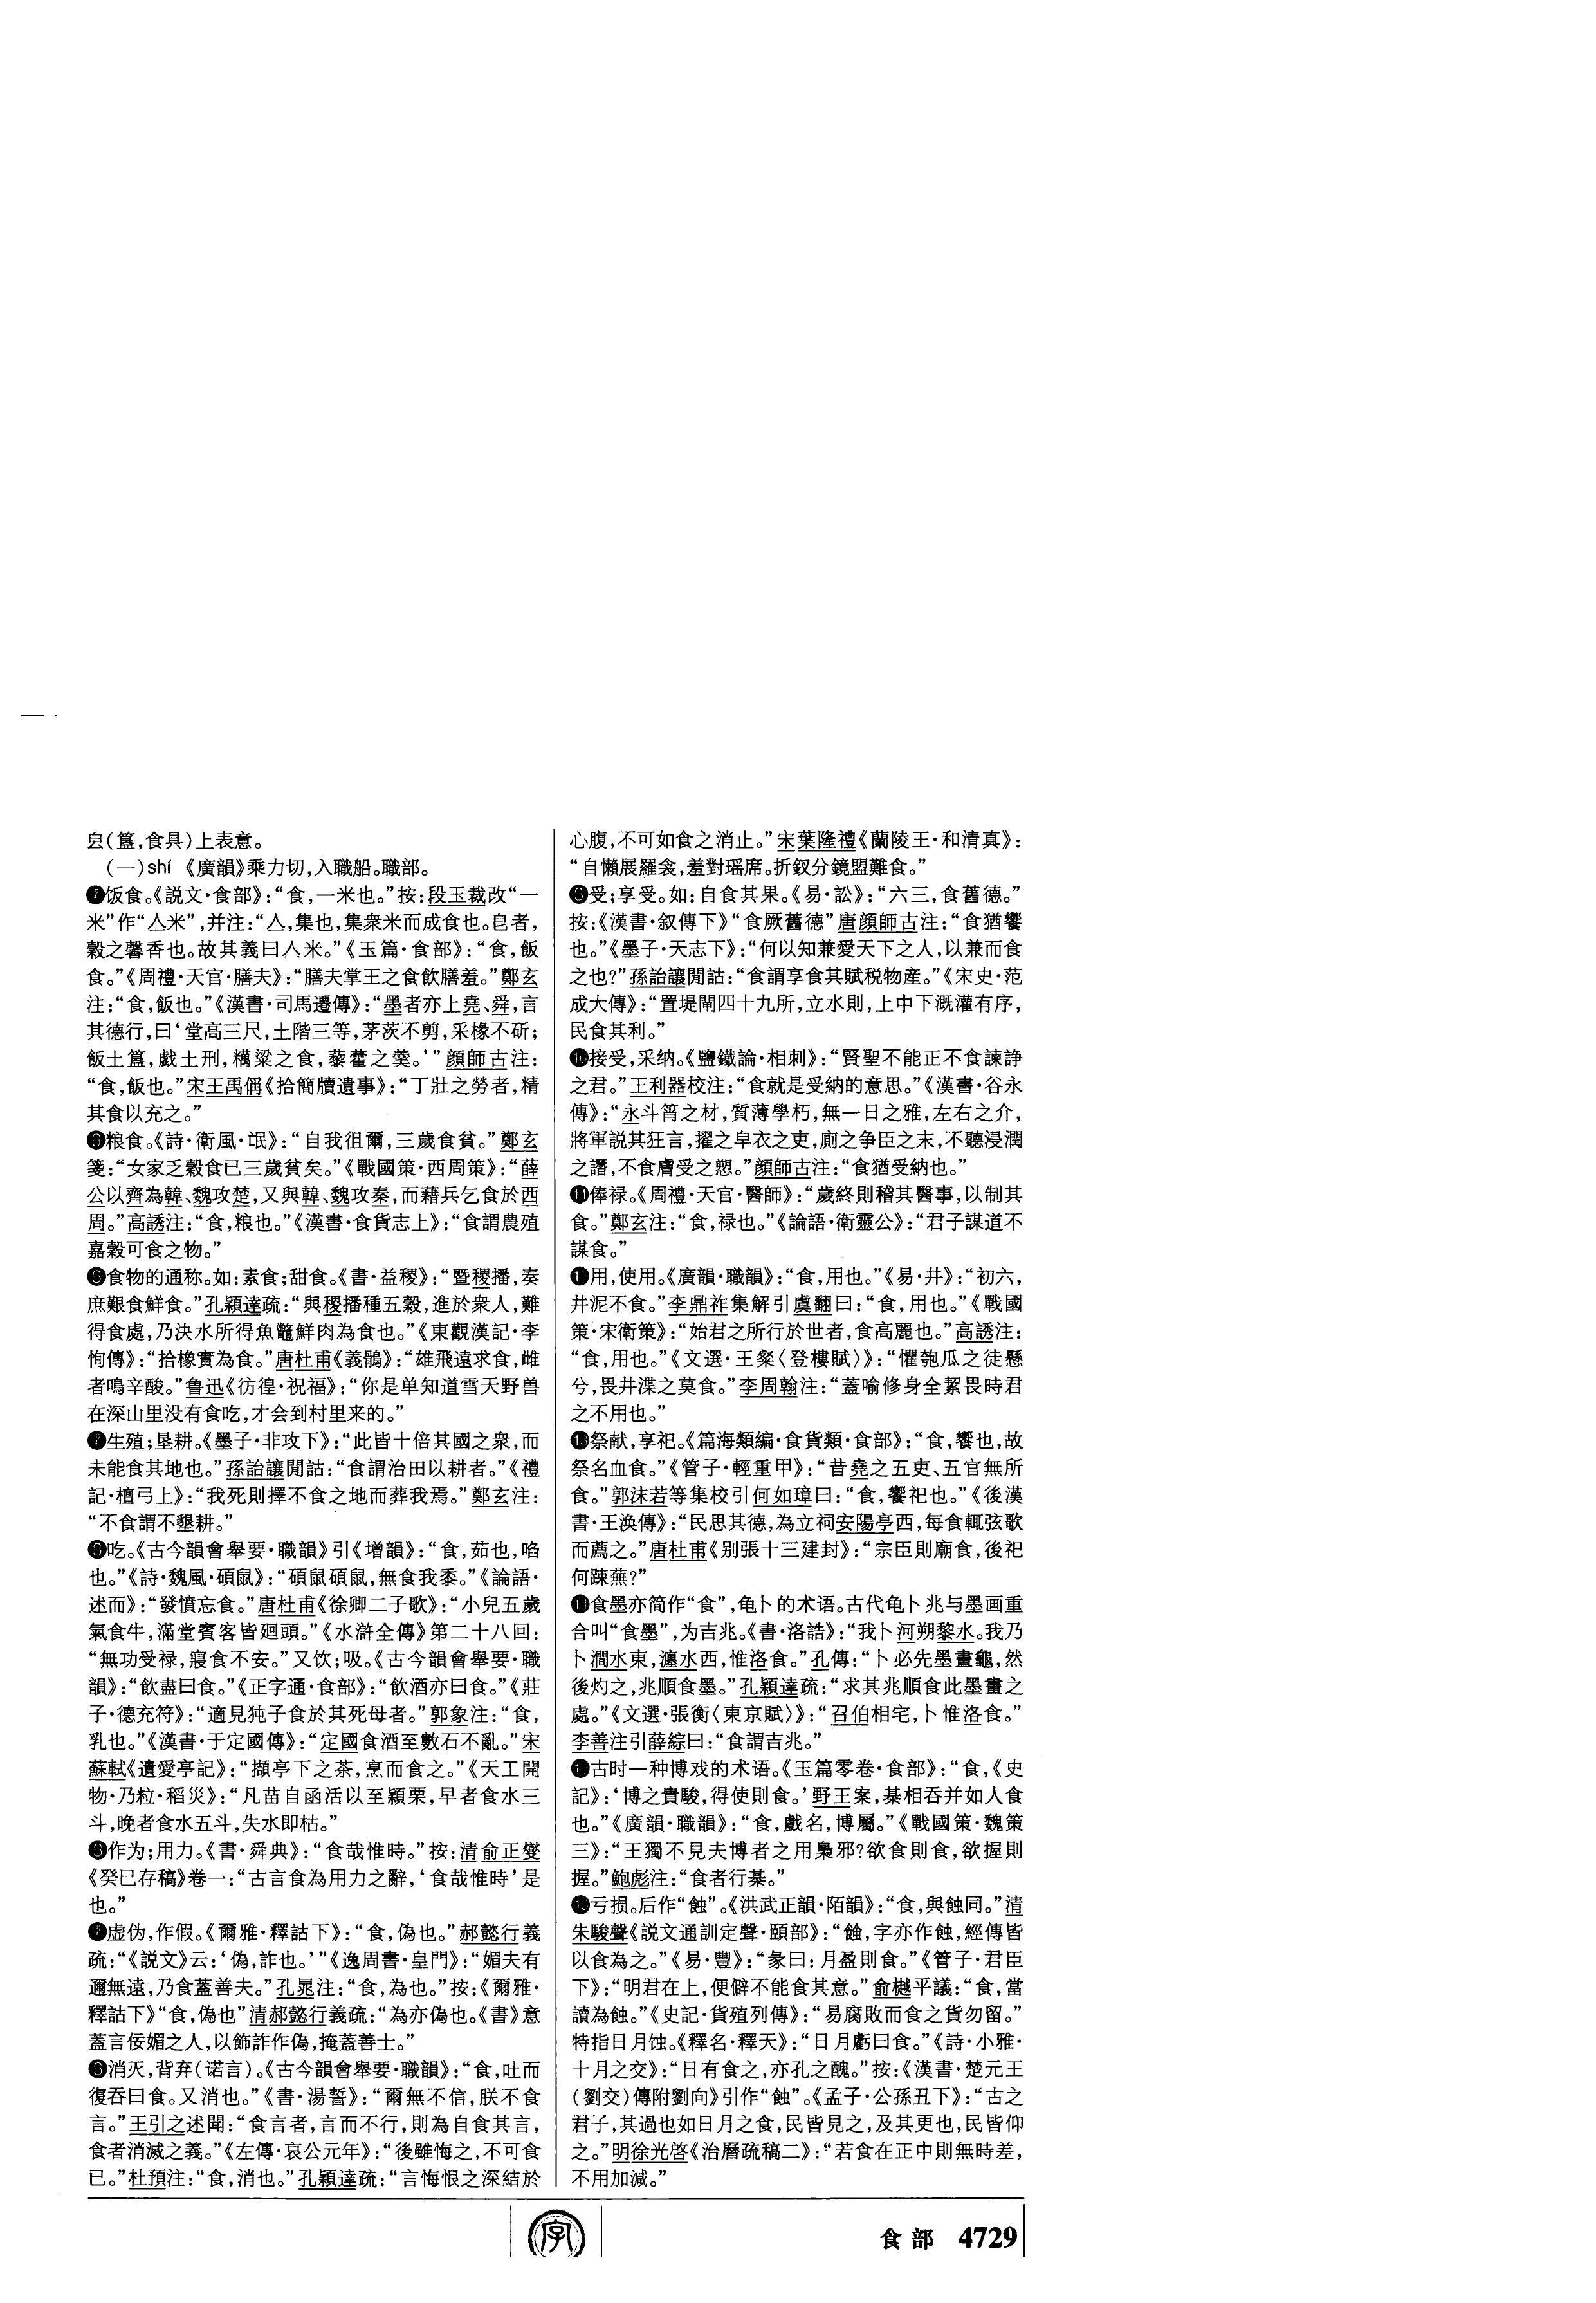 皀(簋,食具)上表意。
(一)shí 《廣韻》乘力切,入職船。職部。
饭食。《説文·食部》:“食,一米也。”按:段玉裁改“一
米”作“亼米”,并注:“亼,集也,集衆米而成食也。皀者,
穀之馨香也。故其義曰亼米。”《玉篇·食部》:“食,飯
食。”《周禮·天官·膳夫》:“膳夫掌王之食飲膳羞。”鄭玄
注:“食,飯也。”《漢書·司馬遷傳》:“墨者亦上堯、舜,言
其德行,曰‘堂高三尺,土階三等,茅茨不剪,采椽不斫;
飯土簋,歠土刑,糲粱之食,藜藿之羹。’”顔師古注:
“食,飯也。”宋王禹偁《拾簡牘遺事》:“丁壯之勞者,精
其食以充之。”
粮食。《詩·衛風·氓》:“自我徂爾,三歲食貧。”鄭玄
箋:“女家乏穀食已三歲貧矣。”《戰國策·西周策》:“薛
公以齊為韓、魏攻楚,又與韓、魏攻秦,而藉兵乞食於西
周。”高誘注:“食,粮也。”《漢書·食貨志上》:“食謂農殖
嘉穀可食之物。”
食物的通称。如:素食;甜食。《書·益稷》:“暨稷播,奏
庶艱食鮮食。”孔穎達疏:“與稷播種五穀,進於衆人,難
得食處,乃決水所得魚鼈鮮肉為食也。”《東觀漢記·李
恂傳》:“拾橡實為食。”唐杜甫《義鶻》:“雄飛遠求食,雌
者鳴辛酸。”鲁迅《彷徨·祝福》:“你是单知道雪天野兽
在深山里没有食吃,才会到村里来的。”
生殖;垦耕。《墨子·非攻下》:“此皆十倍其國之衆,而
未能食其地也。”孫詒讓閒詁:“食謂治田以耕者。”《禮
記·檀弓上》:“我死則擇不食之地而葬我焉。”鄭玄注:
“不食謂不墾耕。”
吃。《古今韻會舉要·職韻》引《增韻》:“食,茹也,啗
也。”《詩·魏風·碩鼠》:“碩鼠碩鼠,無食我黍。”《論語·
述而》:“發憤忘食。”唐杜甫《徐卿二子歌》:“小兒五歲
氣食牛,滿堂賓客皆廻頭。”《水滸全傳》第二十八回:
“無功受禄,寢食不安。”又饮;吸。《古今韻會舉要·職
韻》:“飲盡曰食。”《正字通·食部》:“飲酒亦曰食。”《莊
子·德充符》:“適見㹠子食於其死母者。”郭象注:“食,
乳也。”《漢書·于定國傳》:“定國食酒至數石不亂。”宋
蘇軾《遺愛亭記》:“擷亭下之茶,烹而食之。”《天工開
物·乃粒·稻災》:“凡苗自函活以至穎栗,早者食水三
斗,晚者食水五斗,失水即枯。”
作为;用力。《書·舜典》:“食哉惟時。”按:清俞正燮
《癸巳存稿》卷一:“古言食為用力之辭,‘食哉惟時’是
也。”
虚伪,作假。《爾雅·釋詁下》:“食,偽也。”郝懿行義
疏:“《説文》云:‘偽,詐也。’”《逸周書·皇門》:“媚夫有
邇無遠,乃食蓋善夫。”孔晁注:“食,為也。”按:《爾雅·
釋詁下》“食,偽也”清郝懿行義疏:“為亦偽也。《書》意
蓋言佞媚之人,以飾詐作偽,掩蓋善士。”
消灭,背弃(诺言)。《古今韻會舉要·職韻》:“食,吐而
復吞曰食。又消也。”《書·湯誓》:“爾無不信,朕不食
言。”王引之述聞:“食言者,言而不行,則為自食其言,
食者消滅之義。”《左傳·哀公元年》:“後雖悔之,不可食
已。”杜預注:“食,消也。”孔穎達疏:“言悔恨之深結於
心腹,不可如食之消止。”宋葉隆禮《蘭陵王·和清真》:
“自懶展羅衾,羞對瑶席。折釵分鏡盟難食。”
受;享受。如:自食其果。《易·訟》:“六三,食舊德。”
按:《漢書·叙傳下》“食厥舊德”唐顔師古注:“食猶饗
也。”《墨子·天志下》:“何以知兼愛天下之人,以兼而食
之也?”孫詒讓閒詁:“食謂享食其賦税物産。”《宋史·范
成大傳》:“置堤閘四十九所,立水則,上中下溉灌有序,
民食其利。”
接受,采纳。《鹽鐵論·相刺》:“賢聖不能正不食諫諍
之君。”王利器校注:“食就是受納的意思。”《漢書·谷永
傳》:“永斗筲之材,質薄學朽,無一日之雅,左右之介,
將軍説其狂言,擢之皁衣之吏,廁之争臣之末,不聽浸潤
之譖,不食膚受之愬。”顔師古注:“食猶受納也。”
⓫俸禄。《周禮·天官·醫師》:“歲終則稽其醫事,以制其
食。”鄭玄注:“食,禄也。”《論語·衛靈公》:“君子謀道不
謀食。”
用,使用。《廣韻·職韻》:“食,用也。”《易·井》:“初六,
井泥不食。”李鼎祚集解引虞翻曰:“食,用也。”《戰國
策·宋衛策》:“始君之所行於世者,食高麗也。”高誘注:
“食,用也。”《文選·王粲〈登樓賦〉》:“懼匏瓜之徒懸
兮,畏井渫之莫食。”李周翰注:“蓋喻修身全絜畏時君
之不用也。”
祭献,享祀。《篇海類編·食貨類·食部》:“食,饗也,故
祭名血食。”《管子·輕重甲》:“昔堯之五吏、五官無所
食。”郭沫若等集校引何如璋曰:“食,饗祀也。”《後漢
書·王涣傳》:“民思其德,為立祠安陽亭西,每食輒弦歌
而薦之。”唐杜甫《别張十三建封》:“宗臣則廟食,後祀
何疎蕪?”
食墨亦简作“食”,龟卜的术语。古代龟卜兆与墨画重
合叫“食墨”,为吉兆。《書·洛誥》:“我卜河朔黎水。我乃
卜澗水東,瀍水西,惟洛食。”孔傳:“卜必先墨畫龜,然
後灼之,兆順食墨。”孔穎達疏:“求其兆順食此墨畫之
處。”《文選·張衡〈東京賦〉》:“召伯相宅,卜惟洛食。”
李善注引薛綜曰:“食謂吉兆。”
古时一种博戏的术语。《玉篇零卷·食部》:“食,《史
記》:‘博之貴駿,得使則食。’野王案,棊相吞并如人食
也。”《廣韻·職韻》:“食,戲名,博屬。”《戰國策·魏策
三》:“王獨不見夫博者之用梟邪?欲食則食,欲握則
握。”鮑彪注:“食者行棊。”
亏损。后作“蝕”。《洪武正韻·陌韻》:“食,與蝕同。”清
朱駿聲《説文通訓定聲·頤部》:“蝕,字亦作蝕,經傳皆
以食為之。”《易·豐》:“彖曰:月盈則食。”《管子·君臣
下》:“明君在上,便僻不能食其意。”俞樾平議:“食,當
讀為蝕。”《史記·貨殖列傳》:“易腐敗而食之貨勿留。”
特指日月蚀。《釋名·釋天》:“日月虧曰食。”《詩·小雅·
十月之交》:“日有食之,亦孔之醜。”按:《漢書·楚元王
(劉交)傳附劉向》引作“蝕”。《孟子·公孫丑下》:“古之
君子,其過也如日月之食,民皆見之,及其更也,民皆仰
之。”明徐光啓《治曆疏稿二》:“若食在正中則無時差,
不用加減。”
字
食部 4729